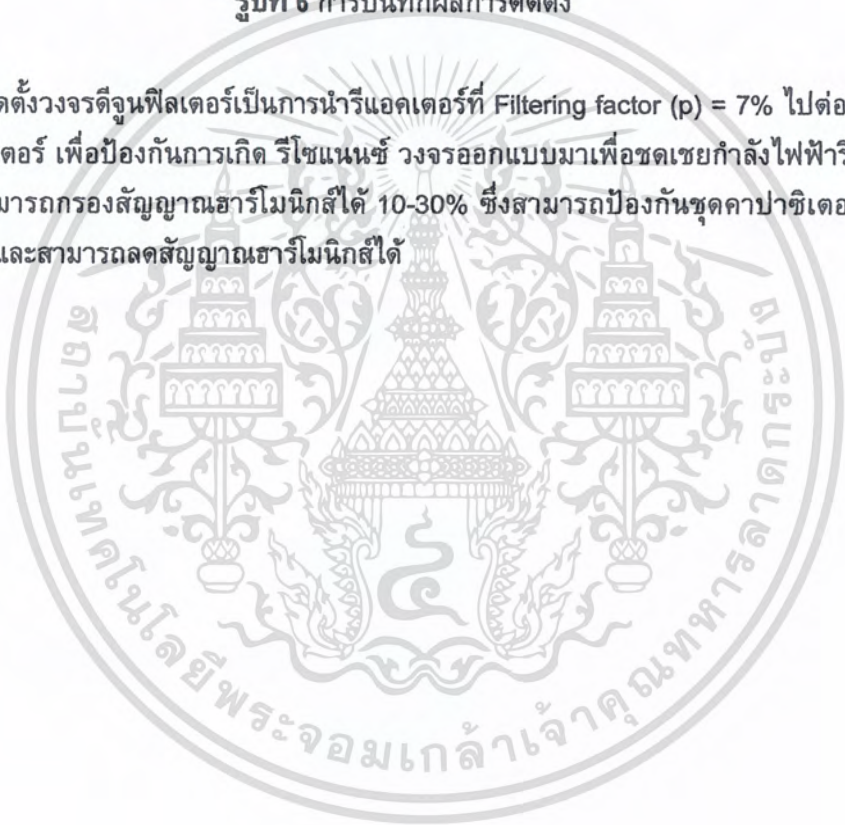 รูปที่ 6 การบันทึกผลการติดตั้ง
ดตั้งวงจรดีจูนฟิลเตอร์เป็นการนำรีแอคเตอร์ที่ Filtering factor (p) = 7% ไปต่อ
ตอร์ เพื่อป้องกันการเกิด รีโซแนนซ์ วงจรออกแบบมาเพื่อชดเชยกำลังไฟฟ้ารี
มารถกรองสัญญาณฮาร์โมนิกส์ได้ 10-30% ซึ่งสามารถป้องกันชุดคาปาซิเตอ
และสามารถลดสัญญาณฮาร์โมนิกส์ได้
สถาบันเทคโนโลยีพระจอมเกล้าเจ้าคุณทหารลาดกระบัง